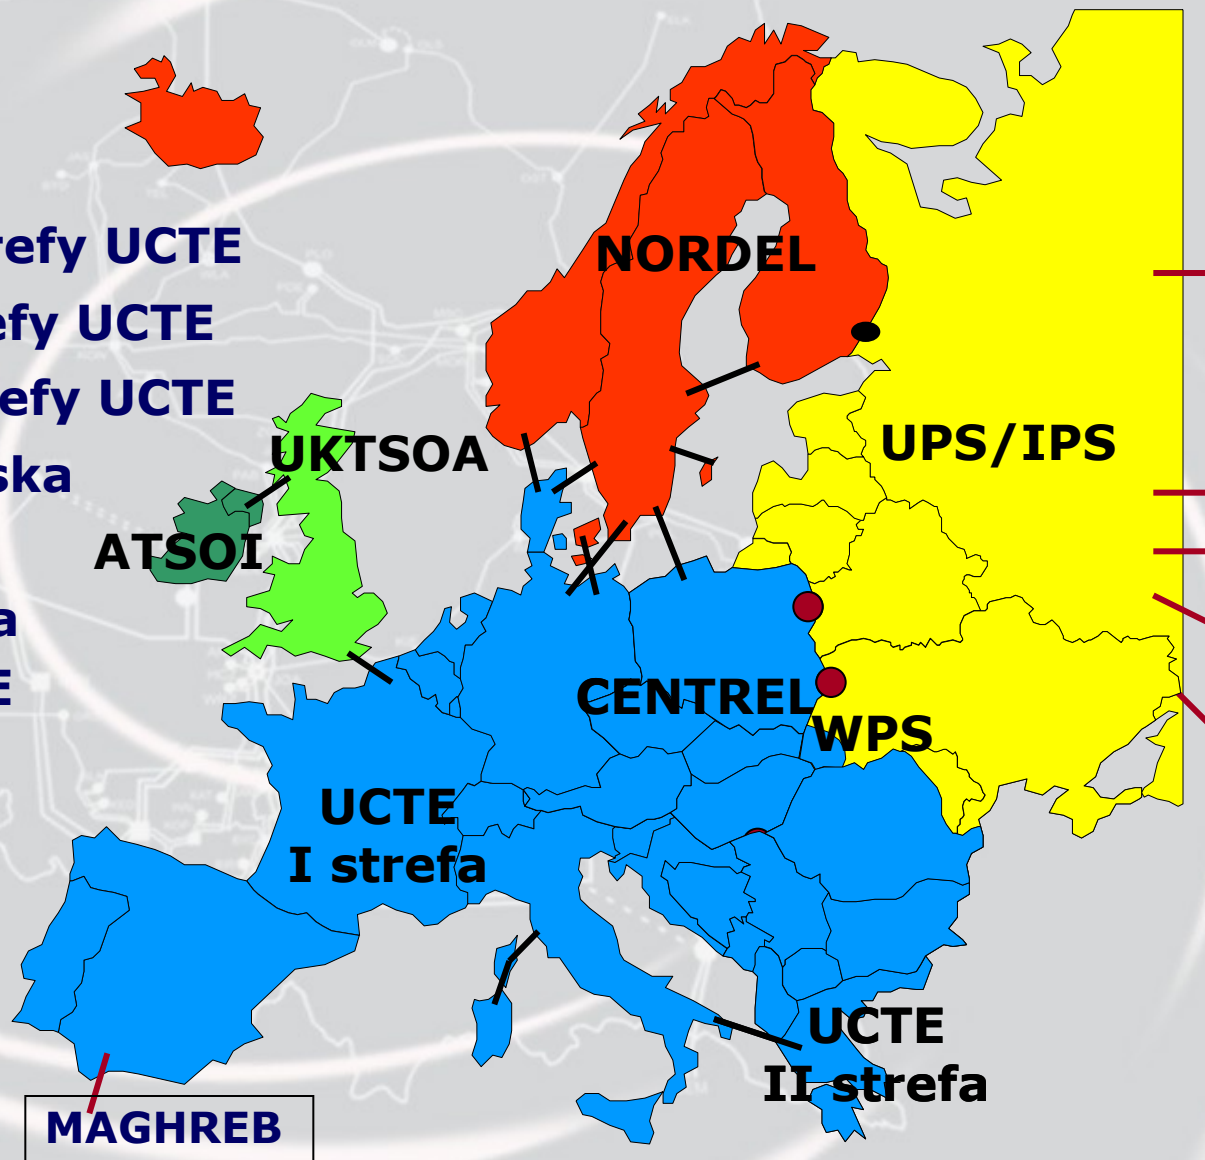 refy UCTE
efy UCTE
efy UCTE
ska
a
E
NORDEL
UPS/IPS
UKTSOA
ATSOI
CENTREL
WPS
UCTE
I strefa
UCTE
II strefa
MAGHREB